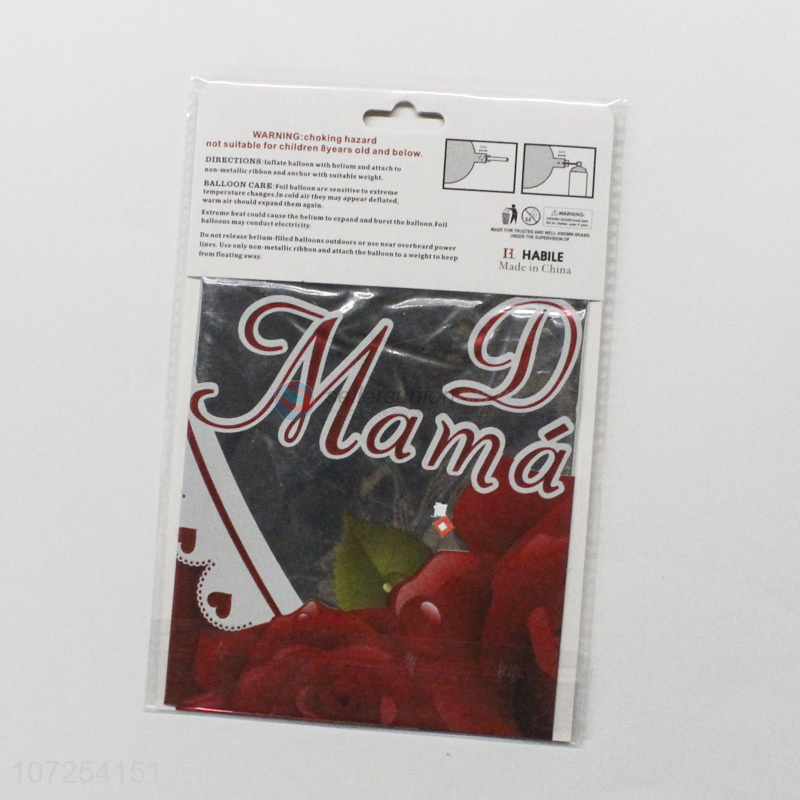 WARNING:choking hazard
not suitable for children 8years old and below.
DIRECTIONS:Inflate balloon with helium and attach to
non-metallic ribbon and anchor with suitable weight.
BALLOON CARE:Foil balloon are sensitive to extreme
temperature changes.In cold air they may appear deflated,
warm air should expand them again.
Extreme heat could cause the helium to expand and burst the balloon.Foil
balloons may conduct electricity.
Do not release helium-filled balloons outdoors or use near overheard power
lines. Use only non-metallic ribbon and attach the balloon to a weight to keep
from floating away.
WARNING:
MADE FOR TRUSTED AND WELL KNOWN BRAND
UNDER THE SUPERVISION OF
H HABILE
Made in China
D
Mamá
Sellersunion
107254151